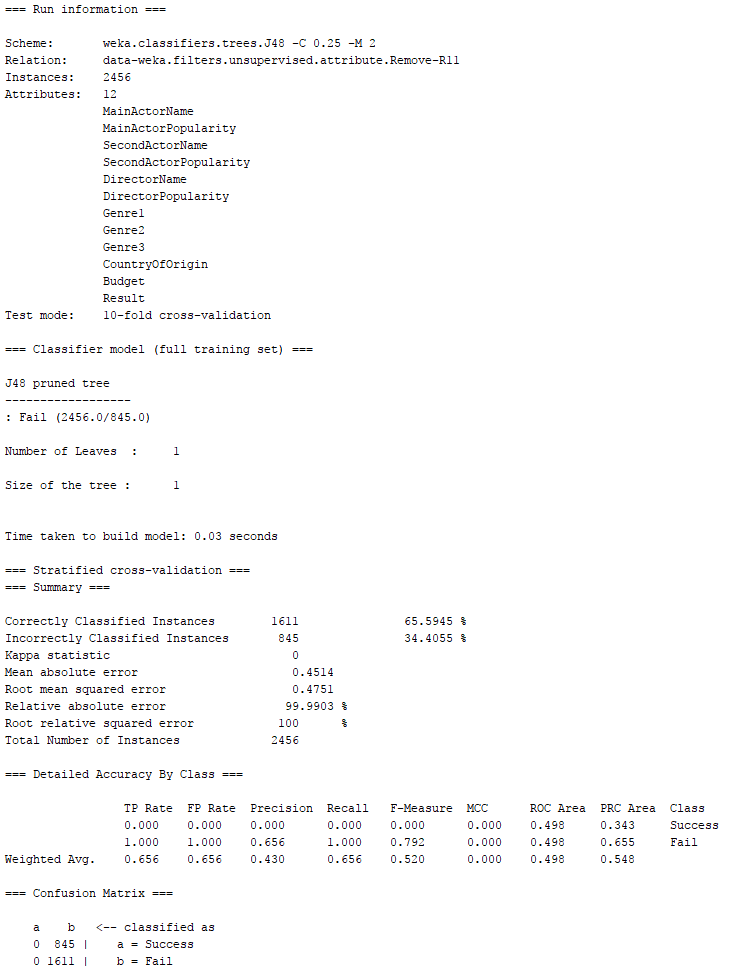 === Run information ===
Scheme: weka.classifiers.trees.J48 -C 0.25 -M 2
Relation: data-weka.filters.unsupervised.attribute.Remove-R11
Instances: 2456
Attributes: 12
MainActorName
MainActorPopularity
SecondActorName
SecondActorPopularity
DirectorName
DirectorPopularity
Genre1
Genre2
Genre3
CountryOfOrigin
Budget
Result
Test mode: 10-fold cross-validation
=== Classifier model (full training set) ===
J48 pruned tree
------------------
: Fail (2456.0/845.0)
Number of Leaves : 1
Size of the tree : 1
Time taken to build model: 0.03 seconds
=== Stratified cross-validation ===
=== Summary ===
Correctly Classified Instances 1611 65.5945 %
Incorrectly Classified Instances 845 34.4055 %
Kappa statistic 0
Mean absolute error 0.4514
Root mean squared error 0.4751
Relative absolute error 99.9903 %
Root relative squared error 100 %
Total Number of Instances 2456
=== Detailed Accuracy By Class ===
TP Rate FP Rate Precision Recall F-Measure MCC ROC Area PRC Area Class
0.000 0.000 0.000 0.000 0.000 0.000 0.498 0.343 Success
1.000 1.000 0.656 1.000 0.792 0.000 0.498 0.655 Fail
Weighted Avg. 0.656 0.656 0.430 0.656 0.520 0.000 0.498 0.548
=== Confusion Matrix ===
a b <-- classified as
0 845 | a = Success
0 1611 | b = Fail